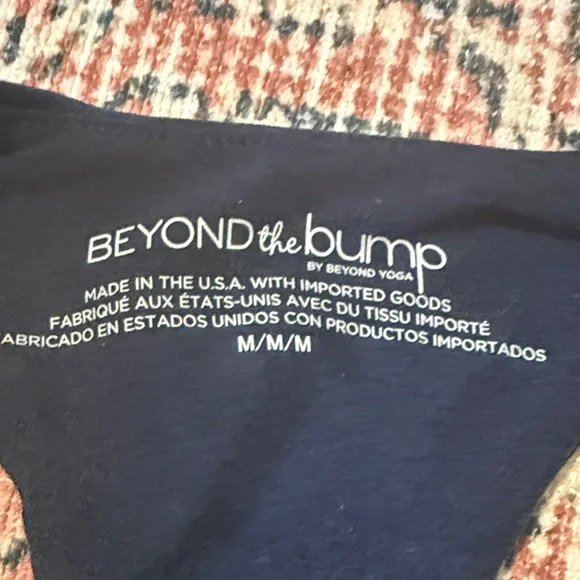 BEYOND the bump
BY BEYOND YOGA
MADE IN THE U.S.A. WITH IMPORTED GOODS
FABRIQUÉ AUX ÉTATS-UNIS AVEC DU TISSU IMPORTÉ
FABRICADO EN ESTADOS UNIDOS CON PRODUCTOS IMPORTADOS
M/M/M